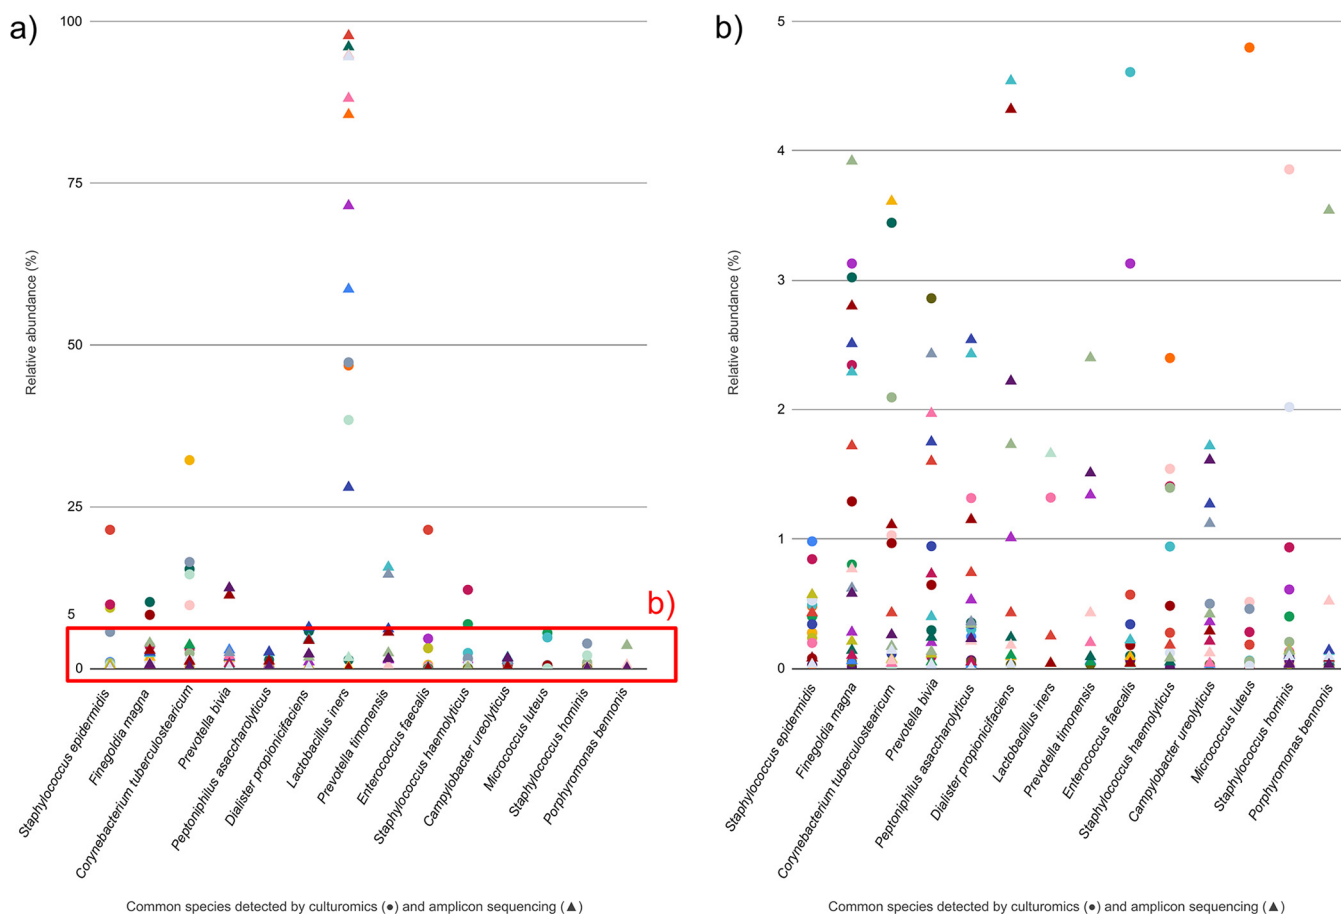 a)
100
75
50
25
5
0
Relative abundance (%)
b)
Staphylococcus epidermidis
Finegoldia magna
Corynebacterium tuberculostearicum
Prevotella bivia
Peptoniphilus asaccharolyticus
Dialister propionicifaciens
Lactobacillus iners
Prevotella timonensis
Enterococcus faecalis
Staphylococcus haemolyticus
Campylobacter ureolyticus
Micrococcus luteus
Staphylococcus hominis
Porphyromonas bennonis
Common species detected by culturomics (●) and amplicon sequencing (▲)
b)
5
4
3
2
1
0
Relative abundance (%)
Staphylococcus epidermidis
Finegoldia magna
Corynebacterium tuberculostearicum
Prevotella bivia
Peptoniphilus asaccharolyticus
Dialister propionicifaciens
Lactobacillus iners
Prevotella timonensis
Enterococcus faecalis
Staphylococcus haemolyticus
Campylobacter ureolyticus
Micrococcus luteus
Staphylococcus hominis
Porphyromonas bennonis
Common species detected by culturomics (●) and amplicon sequencing (▲)